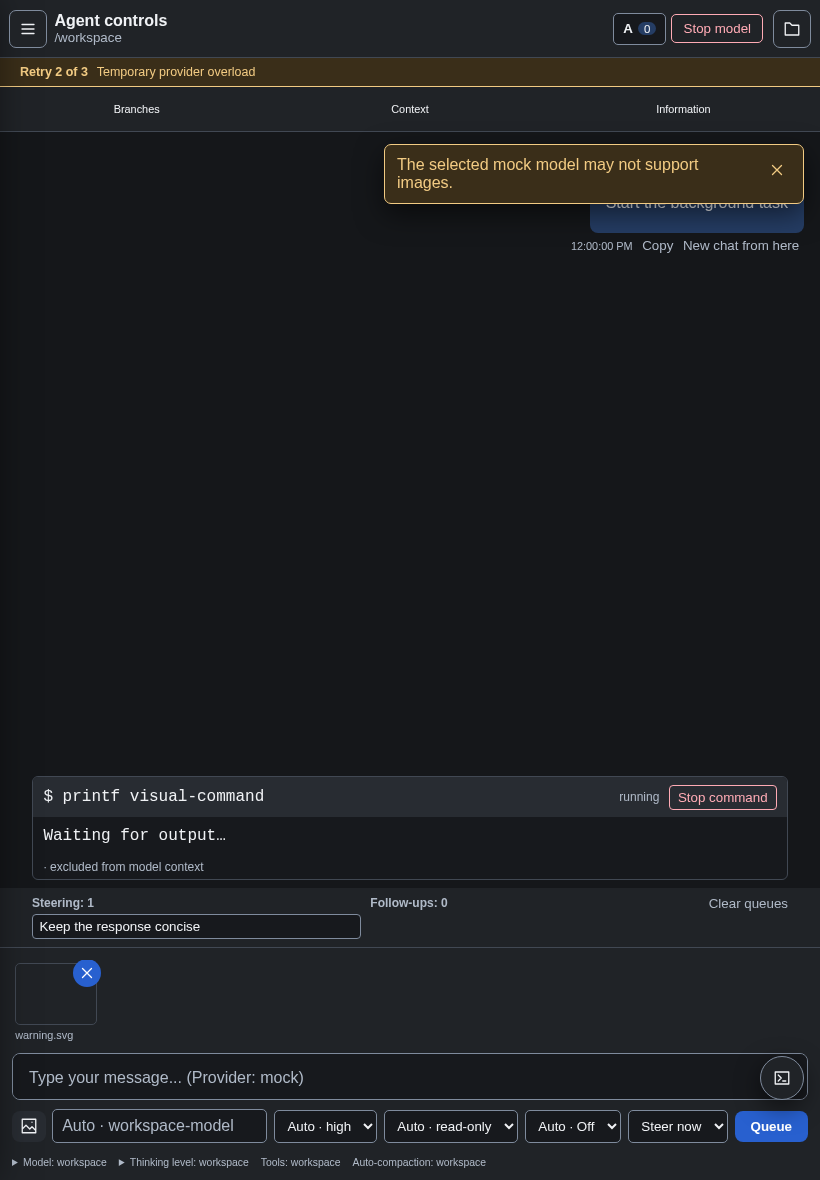 Agent controls
/workspace
A 0 Stop model
Retry 2 of 3 Temporary provider overload
Branches Context Information
The selected mock model may not support
images.
Start the background task
12:00:00 PM Copy New chat from here
$ printf visual-command running Stop command
Waiting for output…
· excluded from model context
Steering: 1 Follow-ups: 0 Clear queues
Keep the response concise
warning.svg
Type your message... (Provider: mock)
Auto · workspace-model Auto · high Auto · read-only Auto · Off Steer now Queue
Model: workspace Thinking level: workspace Tools: workspace Auto-compaction: workspace